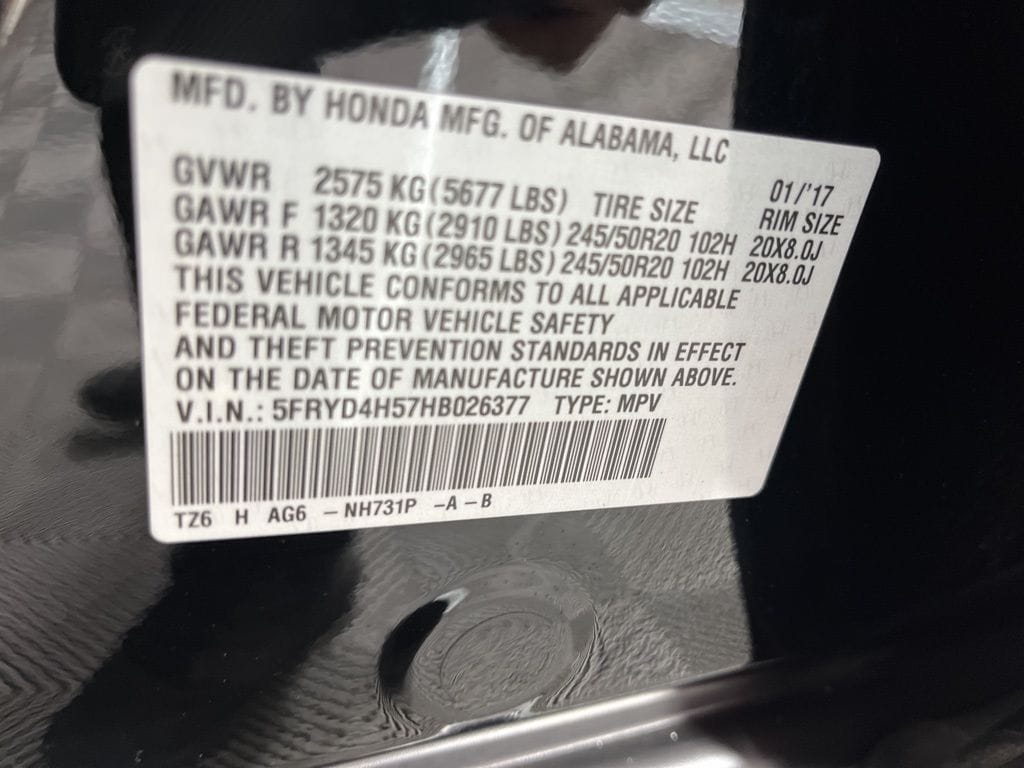 MFD. BY HONDA MFG. OF ALABAMA, LLC
01/'17
GVWR 2575 KG (5677 LBS) TIRE SIZE RIM SIZE
GAWR F 1320 KG (2910 LBS) 245/50R20 102H 20X8.0J
GAWR R 1345 KG (2965 LBS) 245/50R20 102H 20X8.0J
THIS VEHICLE CONFORMS TO ALL APPLICABLE
FEDERAL MOTOR VEHICLE SAFETY
AND THEFT PREVENTION STANDARDS IN EFFECT
ON THE DATE OF MANUFACTURE SHOWN ABOVE.
V.I.N.: 5FRYD4H57HB026377 TYPE: MPV
TZ6 H AG6 -NH731P -A-B